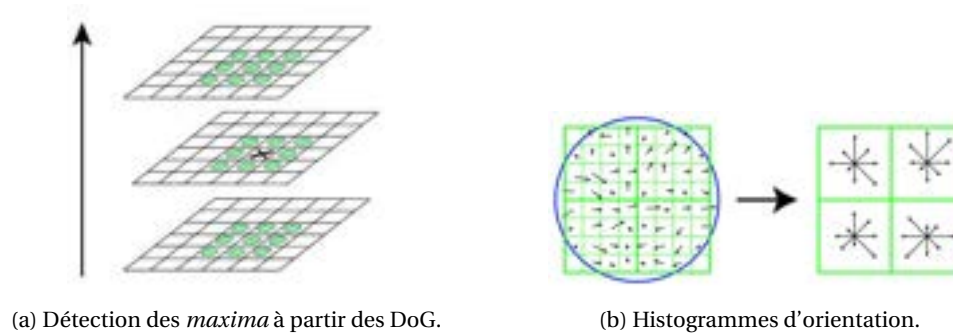 (a) Détection des maxima à partir des DoG.
(b) Histogrammes d'orientation.